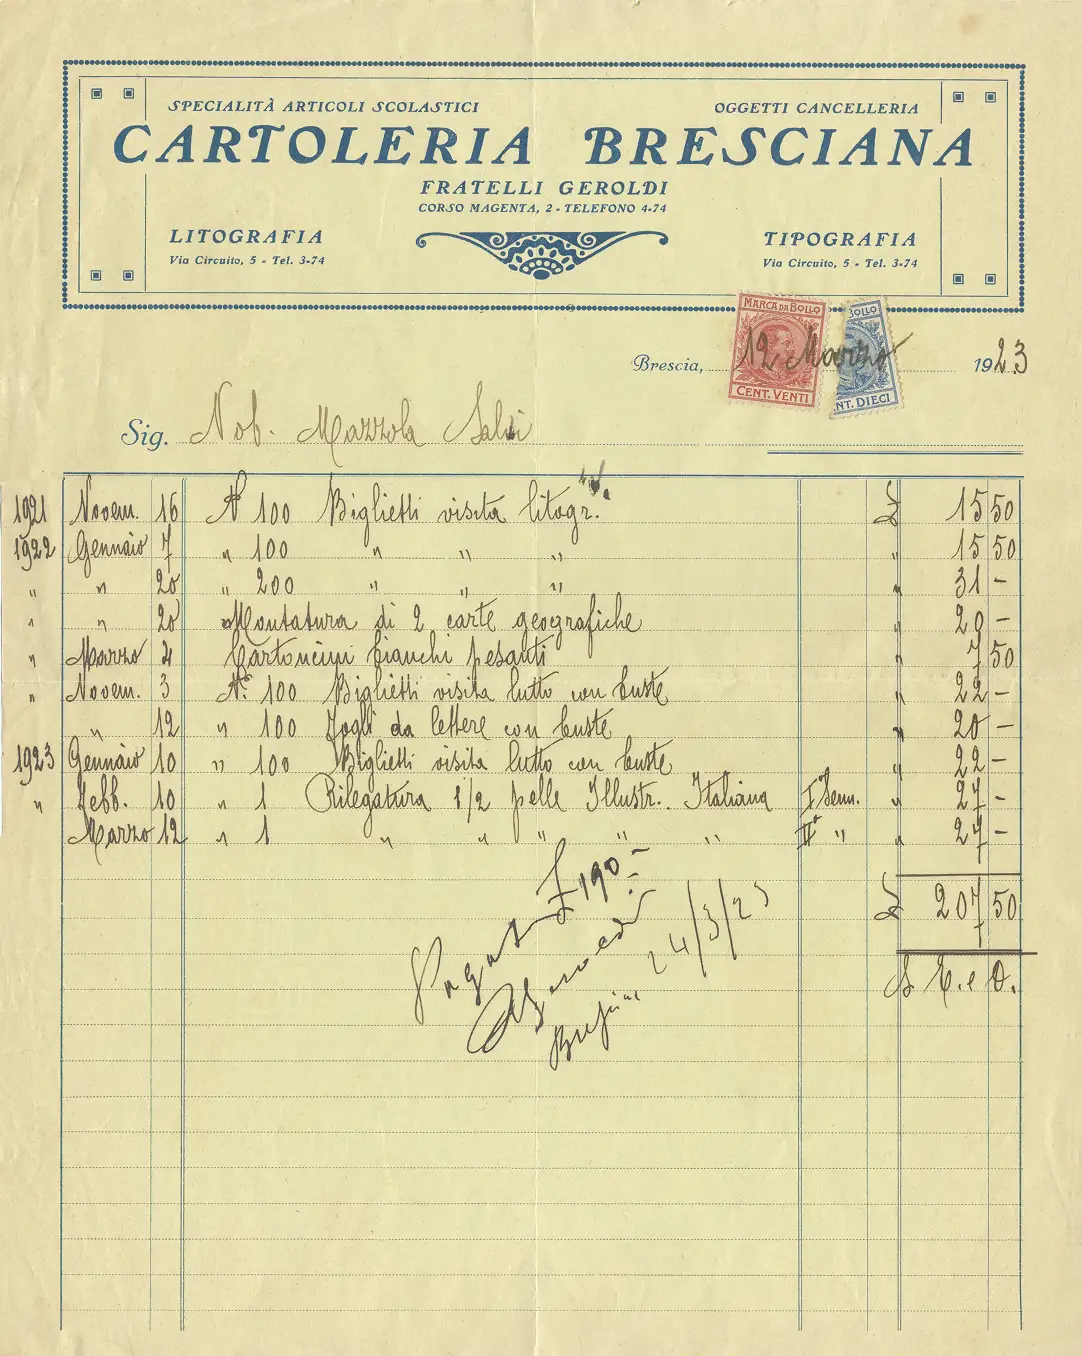 SPECIALITÀ ARTICOLI SCOLASTICI
OGGETTI CANCELLERIA
CARTOLERIA BRESCIANA
FRATELLI GEROLDI
CORSO MAGENTA, 2 - TELEFONO 4-74
LITOGRAFIA
Via Circuito, 5 - Tel. 3-74
TIPOGRAFIA
Via Circuito, 5 - Tel. 3-74
MARCA DA BOLLO
CENT. VENTI
BOLLO
NT. DIECI
Brescia, 12 Marzo 1923
Sig. Nob. Mazzola Salvi
1921 Novem. 16 N° 100 Biglietti visita litogr. £ 15 50
1922 Gennaio 7 " 100 " " " " 15 50
" " 20 " 200 " " " " 31 -
" " 20 Montatura di 2 carte geografiche " 20 -
" Marzo 4 Cartoncini bianchi pesanti " 7 50
" Novem. 3 N° 100 Biglietti visita lutto con buste " 22 -
" 12 " 100 Fogli da lettere con buste " 20 -
1923 Gennaio 10 " 100 Biglietti visita lutto con buste " 22 -
" Febb. 10 " 1 Rilegatura 1/2 pelle Illustr. Italiana I Sem. " 27 -
Marzo 12 " 1 " " " " " II° " " 27 -
£ 207 50
S. E. e O.
Pagato £ 190.-
24/3/23